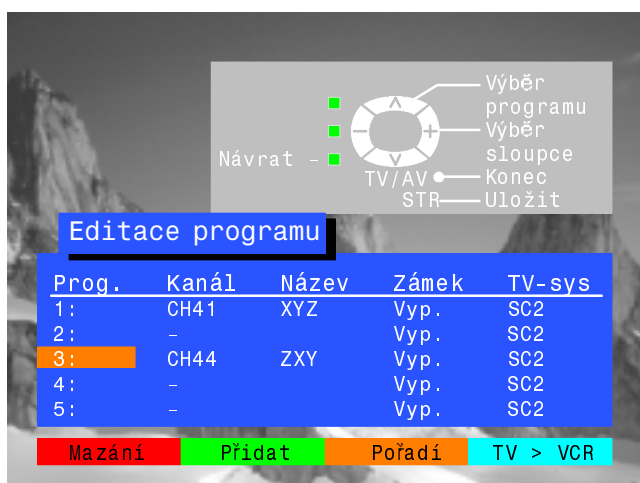 Výběr
programu
Výběr
sloupce
Návrat –
TV/AV Konec
STR Uložit
Editace programu
Prog. Kanál Název Zámek TV-sys
1: CH41 XYZ Vyp. SC2
2: – Vyp. SC2
3: CH44 ZXY Vyp. SC2
4: – Vyp. SC2
5: – Vyp. SC2
Mazání Přidat Pořadí TV > VCR